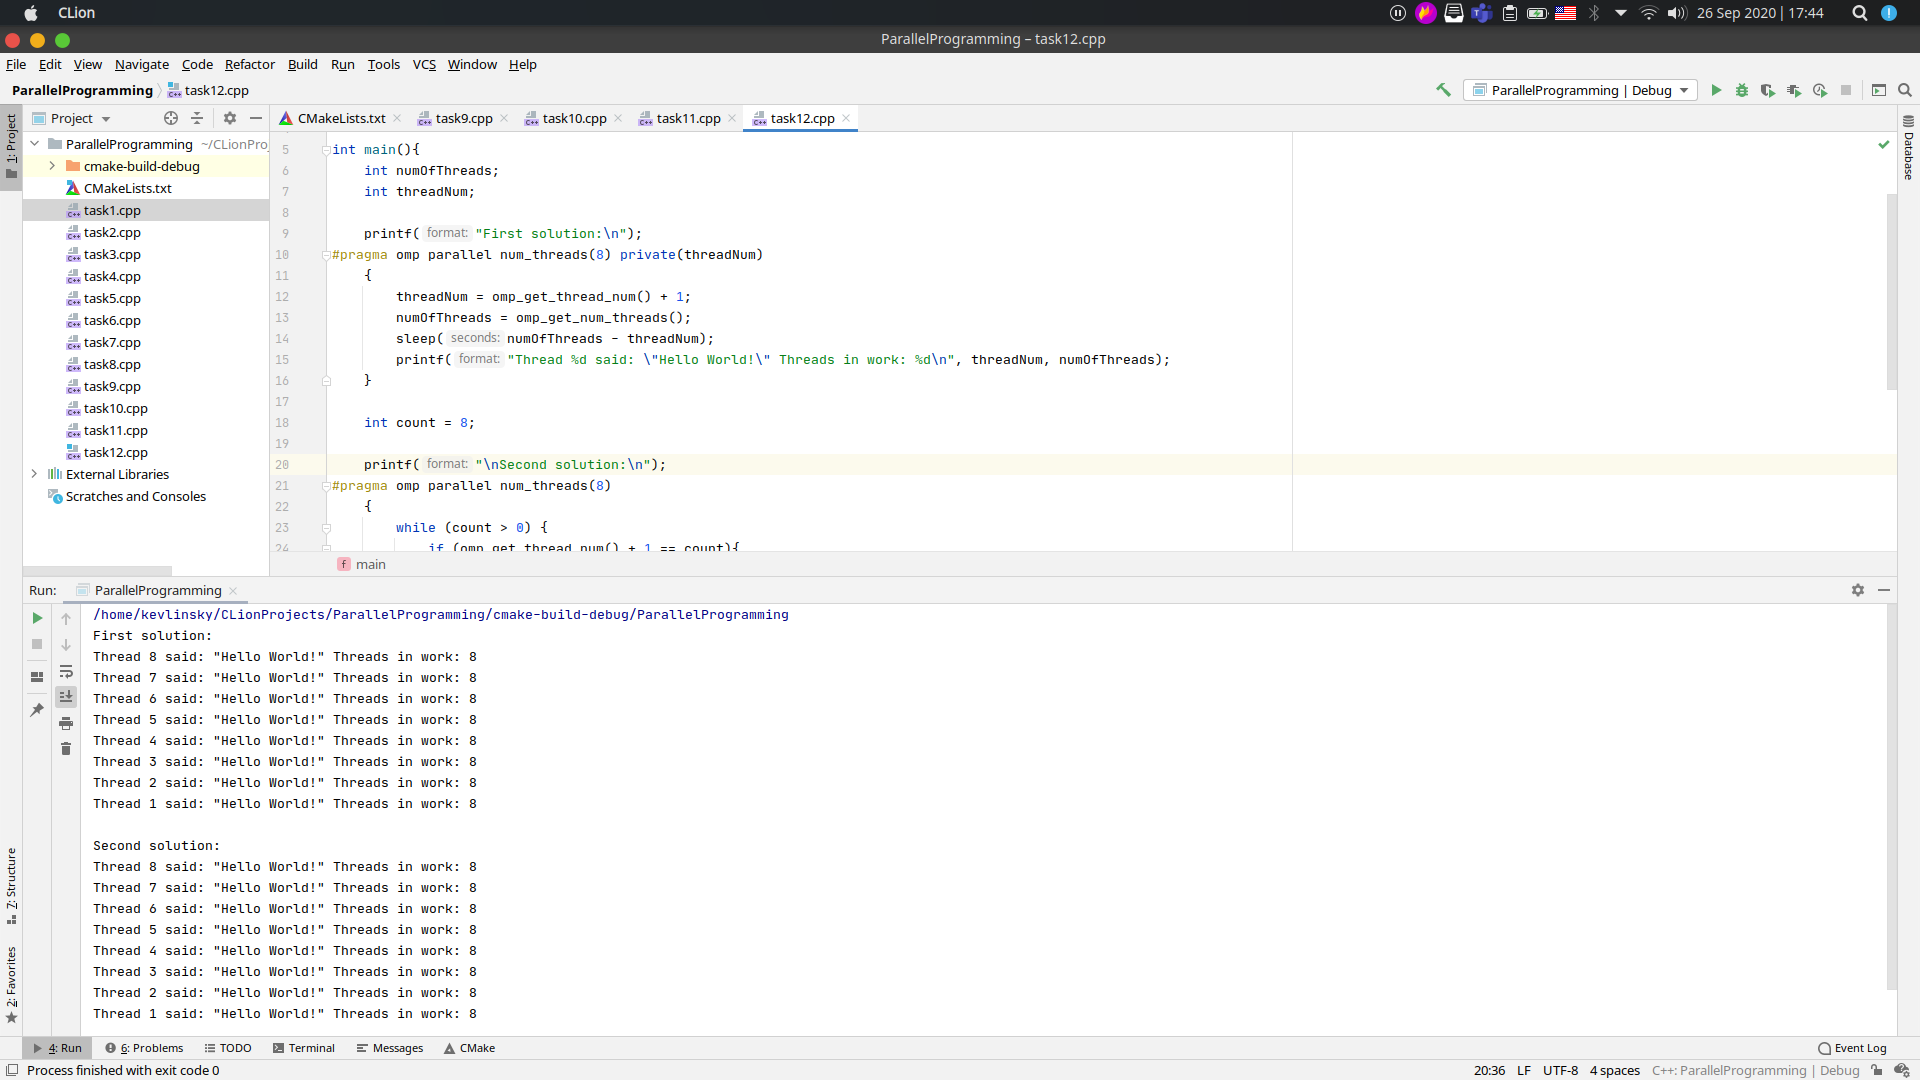 CLion
26 Sep 2020 | 17:44
ParallelProgramming – task12.cpp
File Edit View Navigate Code Refactor Build Run Tools VCS Window Help
ParallelProgramming task12.cpp
ParallelProgramming | Debug
1: Project
Project
CMakeLists.txt task9.cpp task10.cpp task11.cpp task12.cpp
Database
ParallelProgramming ~/CLionProj
cmake-build-debug
CMakeLists.txt
task1.cpp
task2.cpp
task3.cpp
task4.cpp
task5.cpp
task6.cpp
task7.cpp
task8.cpp
task9.cpp
task10.cpp
task11.cpp
task12.cpp
External Libraries
Scratches and Consoles
5 int main(){
6 int numOfThreads;
7 int threadNum;
8
9 printf( format: "First solution:\n");
10 #pragma omp parallel num_threads(8) private(threadNum)
11 {
12 threadNum = omp_get_thread_num() + 1;
13 numOfThreads = omp_get_num_threads();
14 sleep( seconds: numOfThreads - threadNum);
15 printf( format: "Thread %d said: \"Hello World!\" Threads in work: %d\n", threadNum, numOfThreads);
16 }
17
18 int count = 8;
19
20 printf( format: "\nSecond solution:\n");
21 #pragma omp parallel num_threads(8)
22 {
23 while (count > 0) {
24 if (omp_get_thread_num() + 1 == count){
f main
Run: ParallelProgramming
/home/kevlinsky/CLionProjects/ParallelProgramming/cmake-build-debug/ParallelProgramming
First solution:
Thread 8 said: "Hello World!" Threads in work: 8
Thread 7 said: "Hello World!" Threads in work: 8
Thread 6 said: "Hello World!" Threads in work: 8
Thread 5 said: "Hello World!" Threads in work: 8
Thread 4 said: "Hello World!" Threads in work: 8
Thread 3 said: "Hello World!" Threads in work: 8
Thread 2 said: "Hello World!" Threads in work: 8
Thread 1 said: "Hello World!" Threads in work: 8
Second solution:
Thread 8 said: "Hello World!" Threads in work: 8
Thread 7 said: "Hello World!" Threads in work: 8
Thread 6 said: "Hello World!" Threads in work: 8
Thread 5 said: "Hello World!" Threads in work: 8
Thread 4 said: "Hello World!" Threads in work: 8
Thread 3 said: "Hello World!" Threads in work: 8
Thread 2 said: "Hello World!" Threads in work: 8
Thread 1 said: "Hello World!" Threads in work: 8
7: Structure
2: Favorites
4: Run 6: Problems TODO Terminal Messages CMake Event Log
Process finished with exit code 0 20:36 LF UTF-8 4 spaces C++: ParallelProgramming | Debug